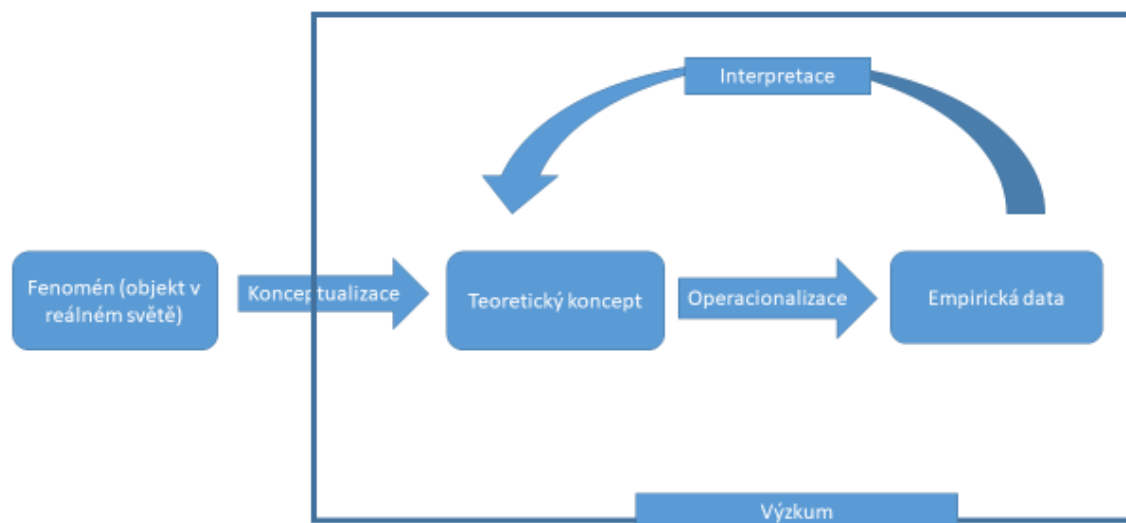 Interpretace
Fenomén (objekt v
reálném světě)
Konceptualizace
Teoretický koncept
Operacionalizace
Empirická data
Výzkum